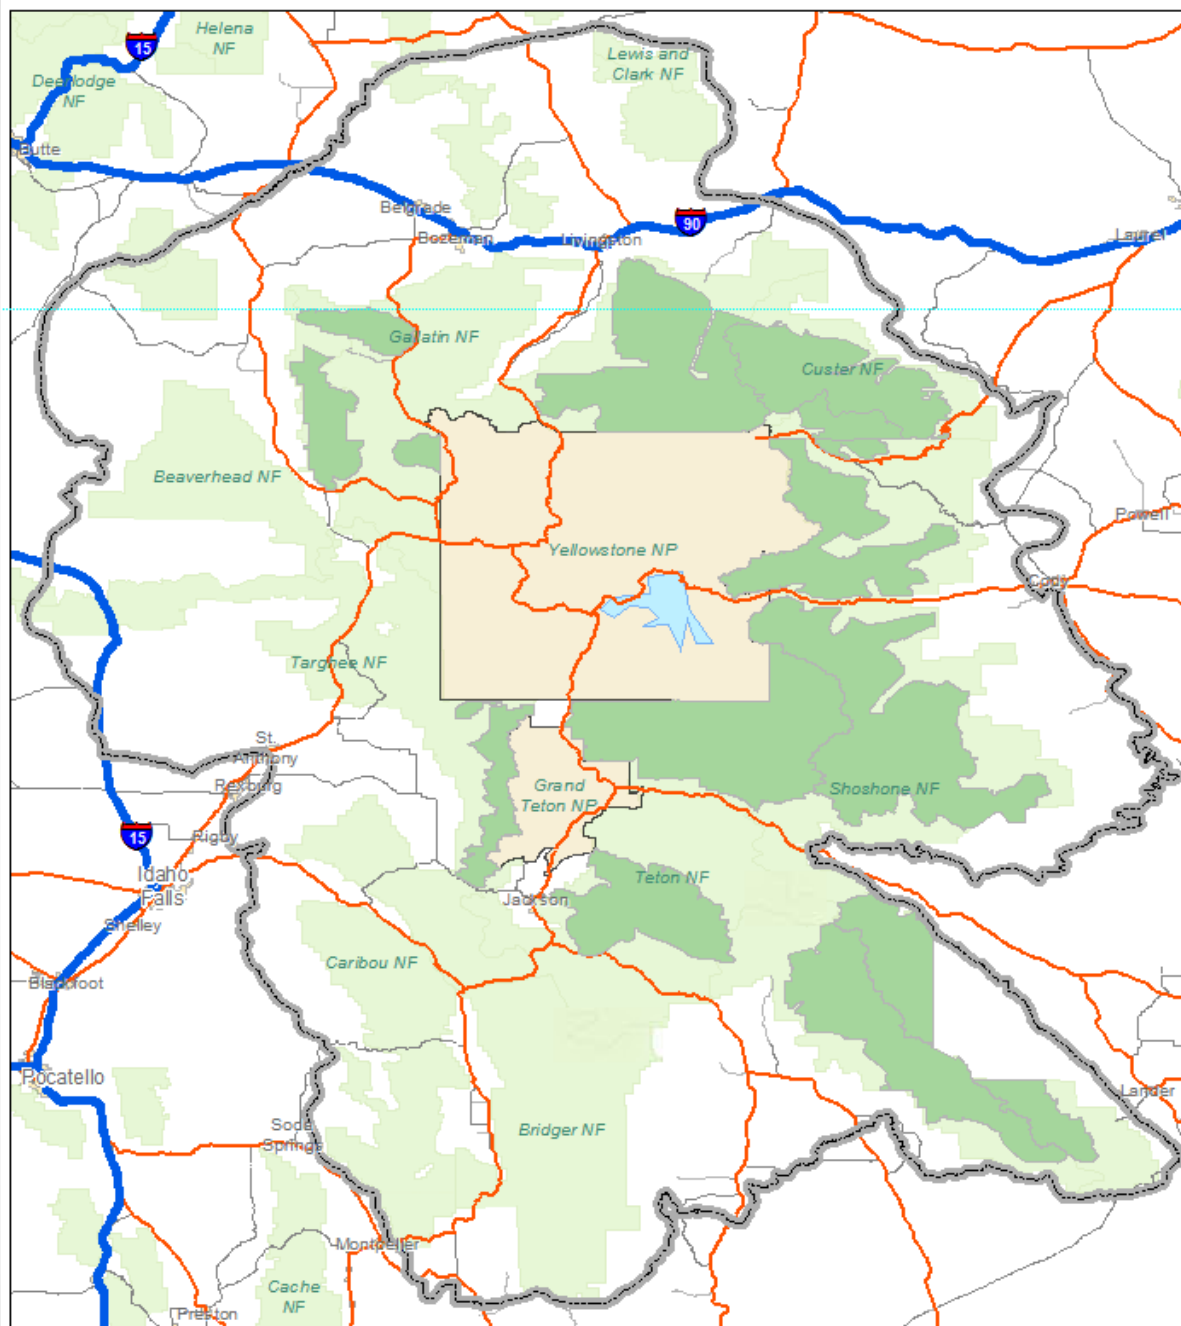 Helena
NF
15
Lewis and
Clark NF
Deerlodge
NF
Butte
Belgrade
90
Bozeman
Livingston
Laurel
Gallatin NF
Custer NF
Beaverhead NF
Powell
Yellowstone NP
Cody
Targhee NF
St.
Anthony
Rexburg
Grand
Teton NP
Shoshone NF
15
Rigby
Idaho
Falls
Teton NF
Jackson
Shelley
Caribou NF
Blackfoot
Pocatello
Lander
Soda
Springs
Bridger NF
Montpelier
Cache
NF
Preston